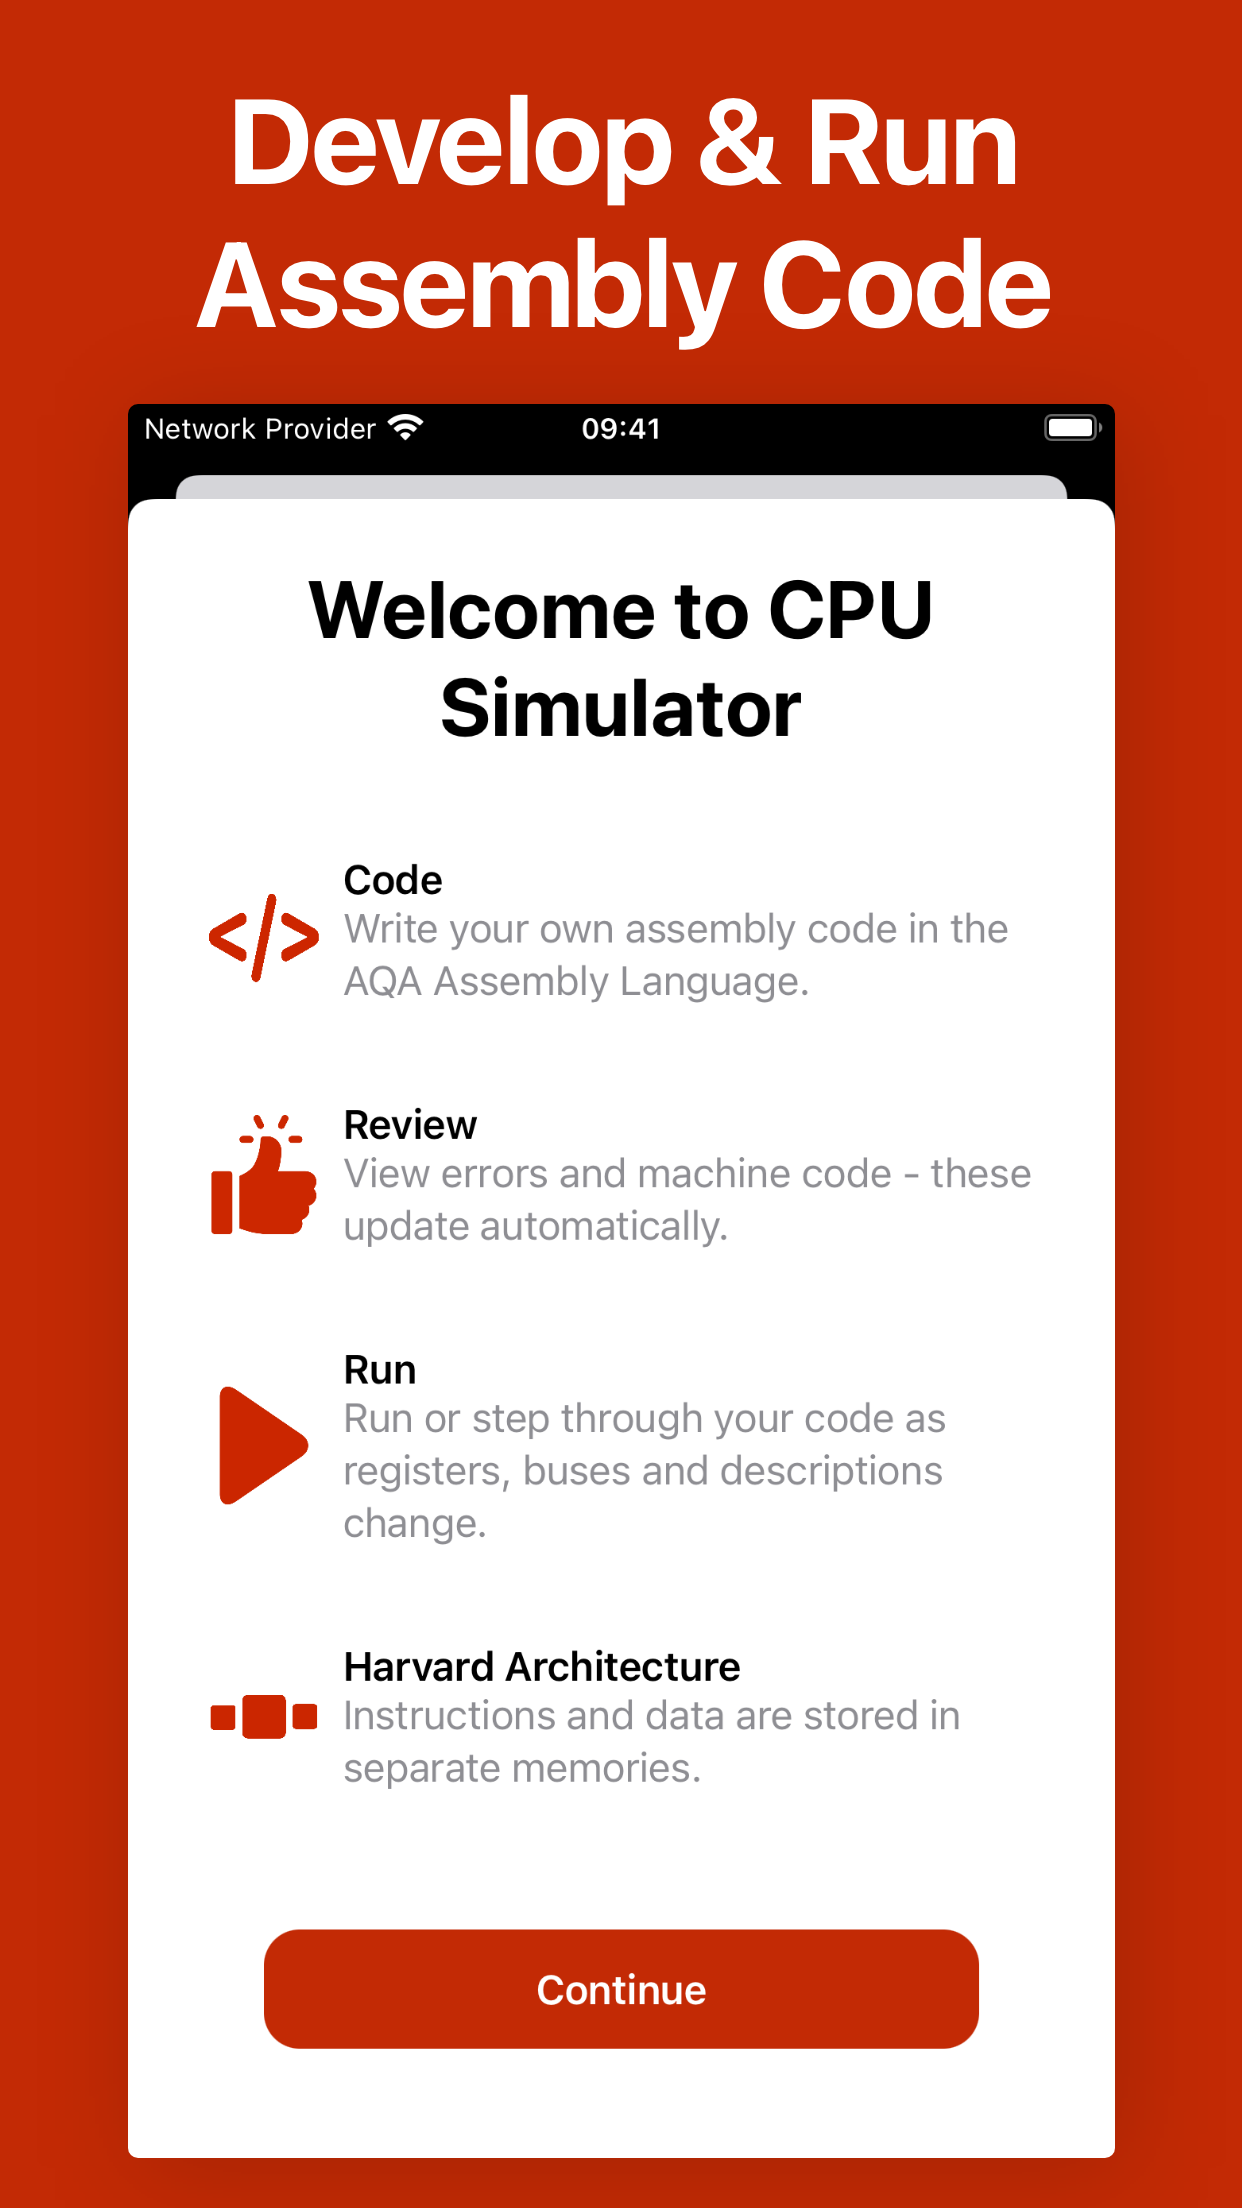 Develop & Run
Assembly Code
Network Provider
09:41
Welcome to CPU
Simulator
Code
Write your own assembly code in the
AQA Assembly Language.
Review
View errors and machine code - these
update automatically.
Run
Run or step through your code as
registers, buses and descriptions
change.
Harvard Architecture
Instructions and data are stored in
separate memories.
Continue